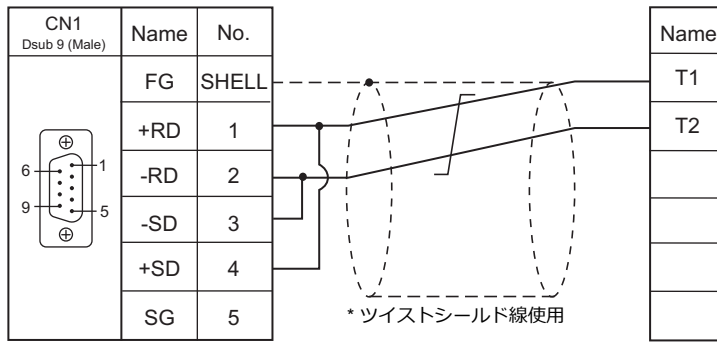 CN1
Dsub 9 (Male)
Name
No.
Name
FG
SHELL
T1
+RD
1
T2
-RD
2
-SD
3
+SD
4
SG
5
6
1
9
5
* ツイストシールド線使用